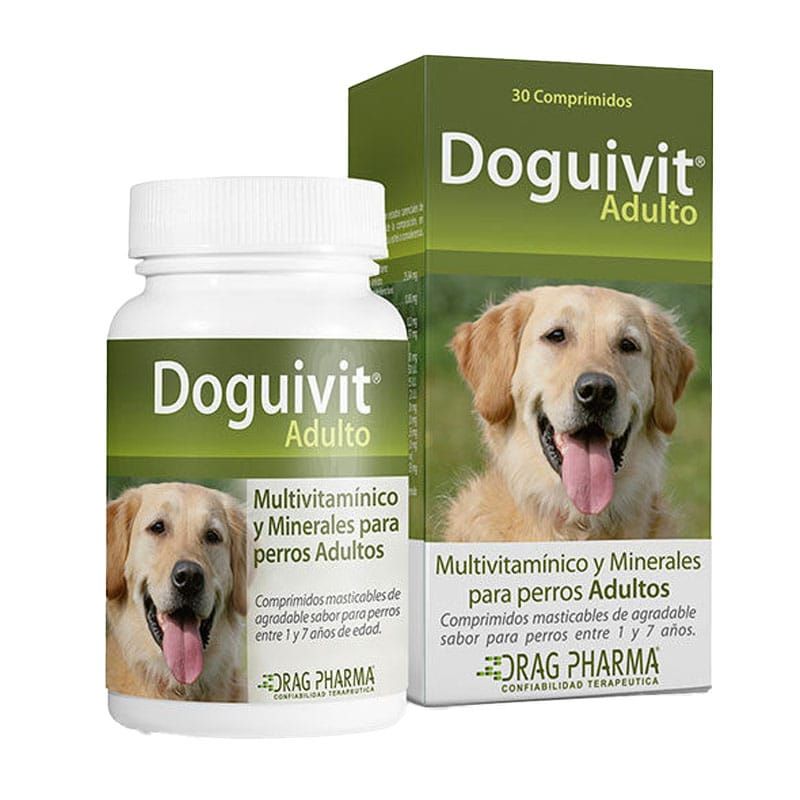 30 Comprimidos
Doguivit®
Adulto
Multivitamínico y Minerales
para perros Adultos
Comprimidos masticables de agradable
sabor para perros entre 1 y 7 años.
DRAG PHARMA®
CONFIABILIDAD TERAPEUTICA
Doguivit®
Adulto
Multivitamínico
y Minerales para
perros Adultos
Comprimidos masticables de
agradable sabor para perros
entre 1 y 7 años de edad.
DRAG PHARMA®
CONFIABILIDAD TERAPEUTICA